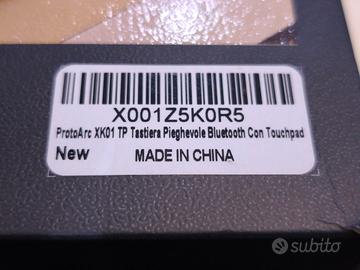 X001Z5K0R5
ProtoArc XK01 TP Tastiera Pieghevole Bluetooth Con Touchpad
New
MADE IN CHINA
subito